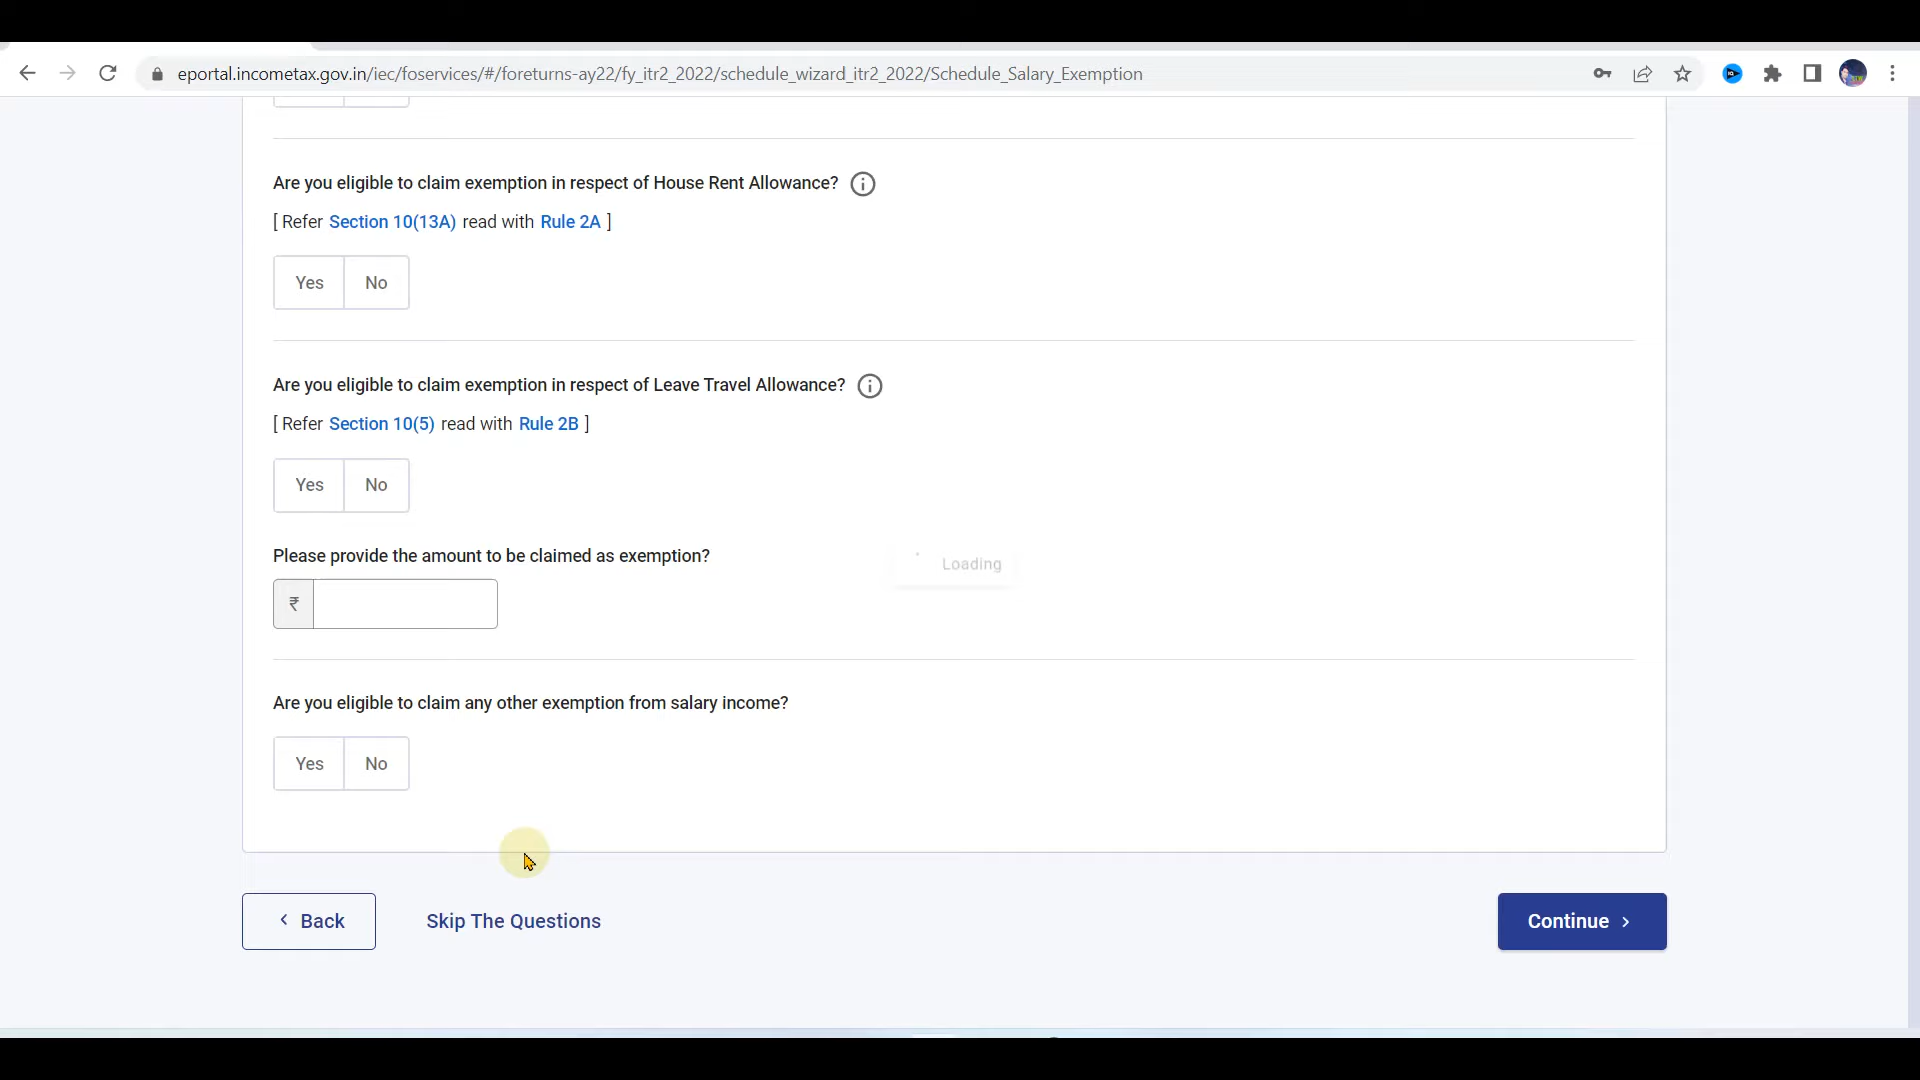 eportal.incometax.gov.in/iec/foservices/#/foreturns-ay22/fy_itr2_2022/schedule_wizard_itr2_2022/Schedule_Salary_Exemption
Are you eligible to claim exemption in respect of House Rent Allowance?
[ Refer Section 10(13A) read with Rule 2A ]
Yes No
Are you eligible to claim exemption in respect of Leave Travel Allowance?
[ Refer Section 10(5) read with Rule 2B ]
Yes No
Please provide the amount to be claimed as exemption?
Loading
₹
Are you eligible to claim any other exemption from salary income?
Yes No
< Back Skip The Questions Continue >